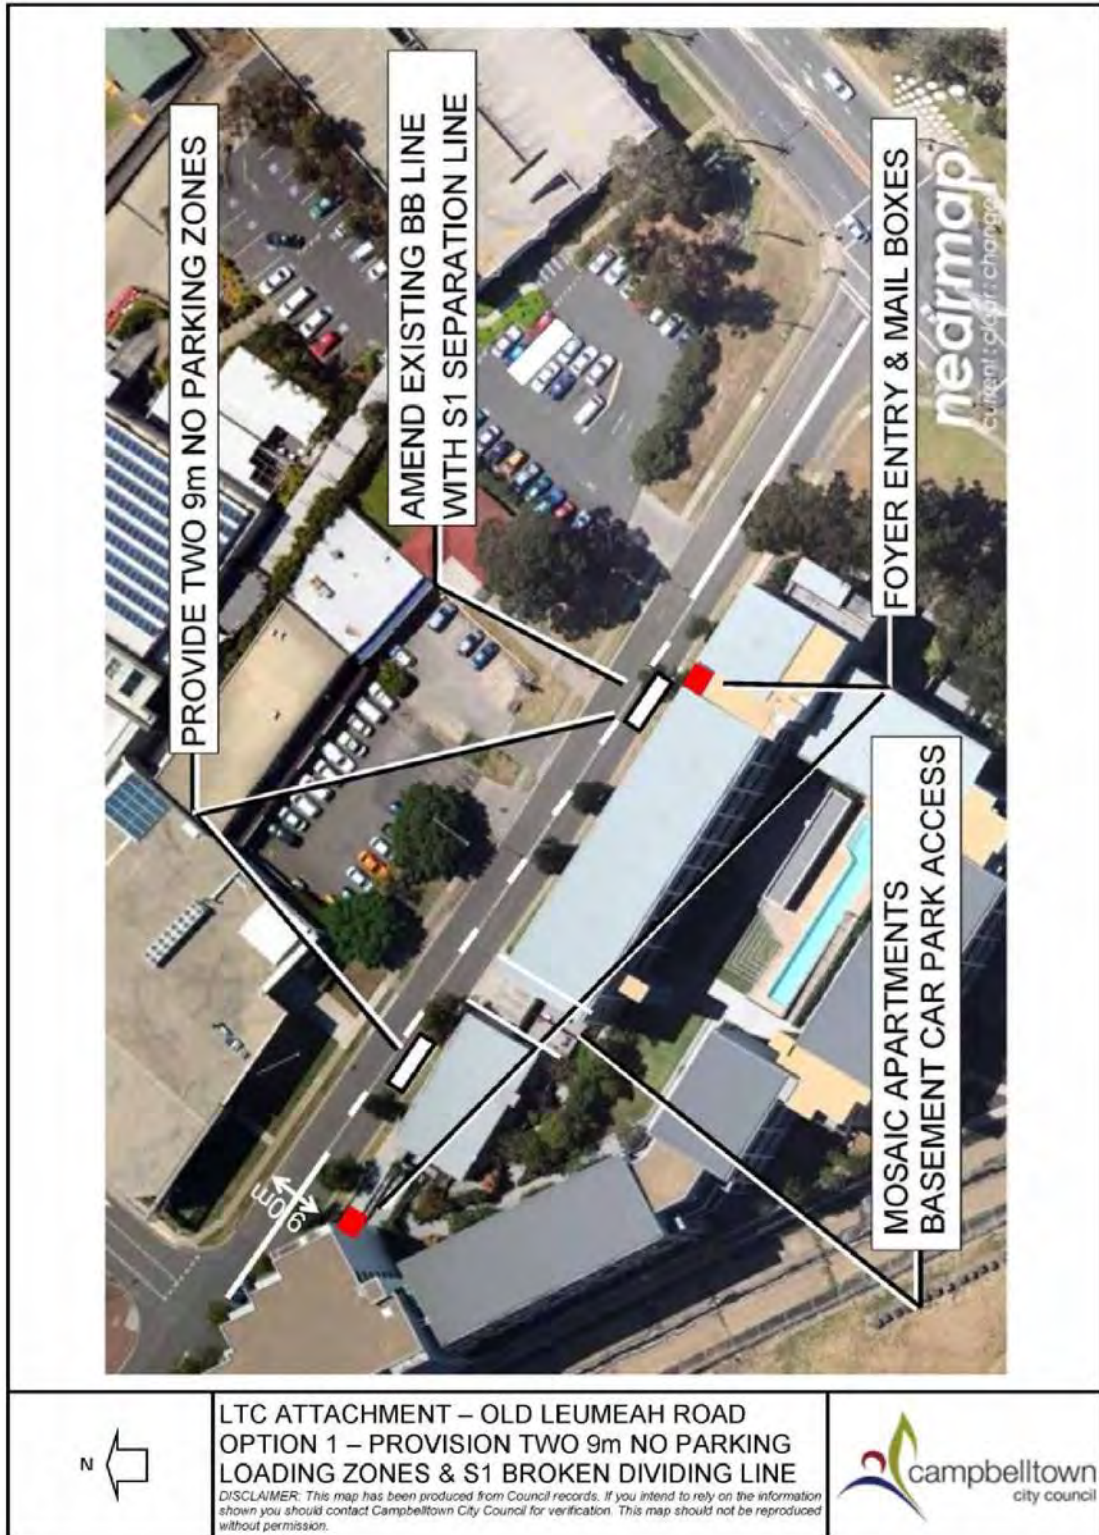 PROVIDE TWO 9m NO PARKING ZONES
AMEND EXISTING BB LINE
WITH S1 SEPARATION LINE
FOYER ENTRY & MAIL BOXES
MOSAIC APARTMENTS
BASEMENT CAR PARK ACCESS
9.0m
nearmap
current : clear : change
N
LTC ATTACHMENT – OLD LEUMEAH ROAD
OPTION 1 – PROVISION TWO 9m NO PARKING
LOADING ZONES & S1 BROKEN DIVIDING LINE
DISCLAIMER: This map has been produced from Council records. If you intend to rely on the information
shown you should contact Campbelltown City Council for verification. This map should not be reproduced
without permission.
campbelltown
city council